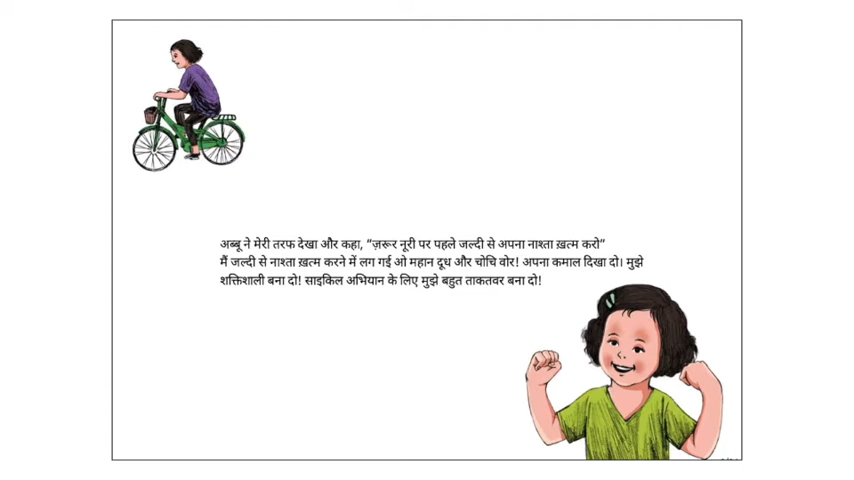 अब्बू ने मेरी तरफ देखा और कहा, “ज़रूर नूरी पर पहले जल्दी से अपना नाश्ता ख़त्म करो”
मैं जल्दी से नाश्ता ख़त्म करने में लग गई ओ महान दूध और चोचि वोर! अपना कमाल दिखा दो। मुझे
शक्तिशाली बना दो! साइकिल अभियान के लिए मुझे बहुत ताकतवर बना दो!